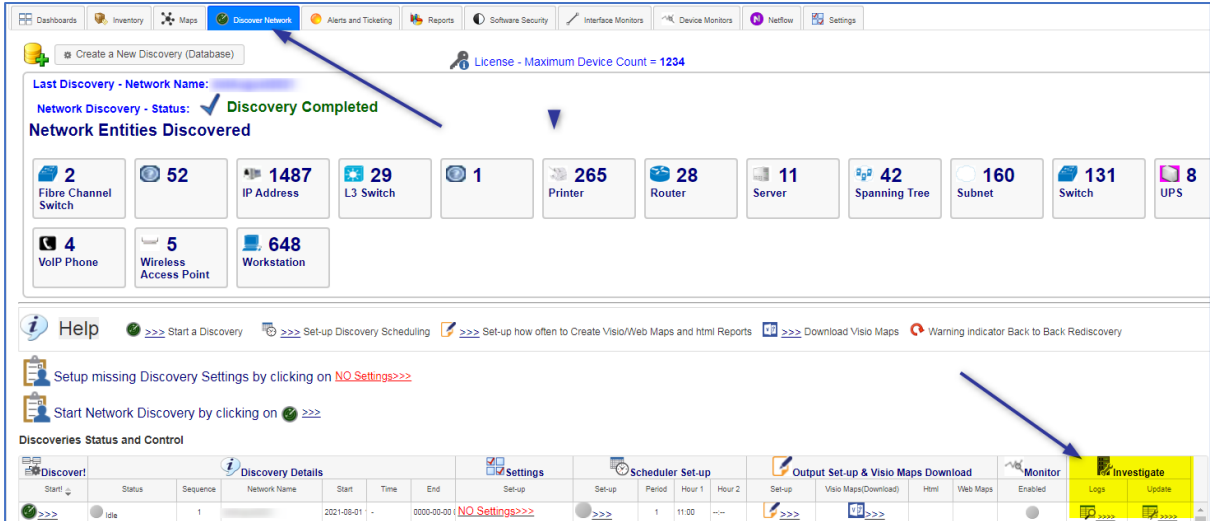 Dashboards Inventory Maps Discover Network Alerts and Ticketing Reports Software Security Interface Monitors Device Monitors Netflow Settings
Create a New Discovery (Database)
License - Maximum Device Count = 1234
Last Discovery - Network Name:
Network Discovery - Status: Discovery Completed
Network Entities Discovered
2 52 1487 29 1 265 28 11 42 160 131 8
Fibre Channel IP Address L3 Switch Printer Router Server Spanning Tree Subnet Switch UPS
Switch
4 5 648
VoIP Phone Wireless Workstation
Access Point
Help >>> Start a Discovery >>> Set-up Discovery Scheduling >>> Set-up how often to Create Visio/Web Maps and html Reports >>> Download Visio Maps Warning indicator Back to Back Rediscovery
Setup missing Discovery Settings by clicking on NO Settings>>>
Start Network Discovery by clicking on >>>
Discoveries Status and Control
Discover! Discovery Details Settings Scheduler Set-up Output Set-up & Visio Maps Download Monitor Investigate
Start! Status Sequence Network Name Start Time End Set-up Set-up Period Hour 1 Hour 2 Set-up Visio Maps(Download) Html Web Maps Enabled Logs Update
>>> Idle 1 2021-08-01 - 0000-00-00 NO Settings>>> >>> 1 11:00 --:-- >>> >>> >>>> >>>>